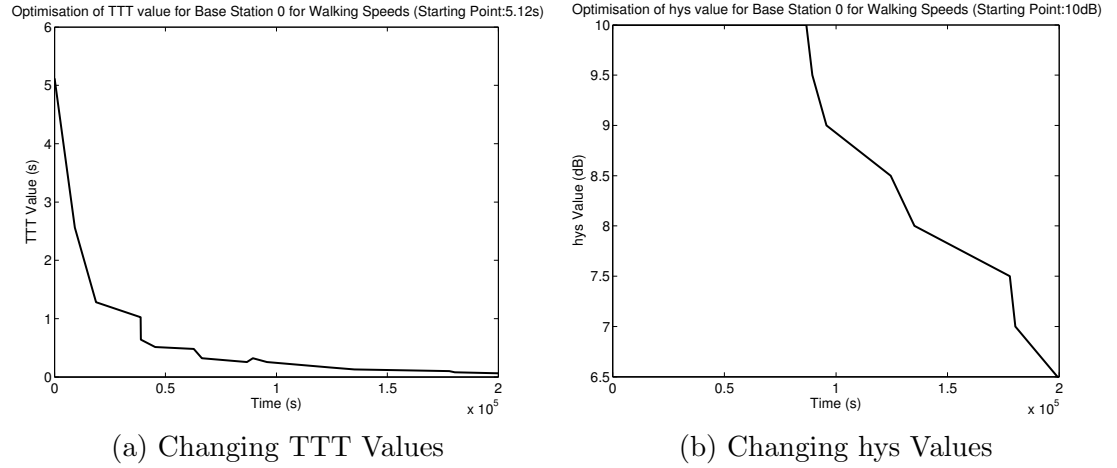 Optimisation of TTT value for Base Station 0 for Walking Speeds (Starting Point:5.12s)
6
5
4
3
2
1
0
TTT Value (s)
0
0.5
1
1.5
2
Time (s)
x 10^5
(a) Changing TTT Values
Optimisation of hys value for Base Station 0 for Walking Speeds (Starting Point:10dB)
10
9.5
9
8.5
8
7.5
7
6.5
hys Value (dB)
0
0.5
1
1.5
2
Time (s)
x 10^5
(b) Changing hys Values